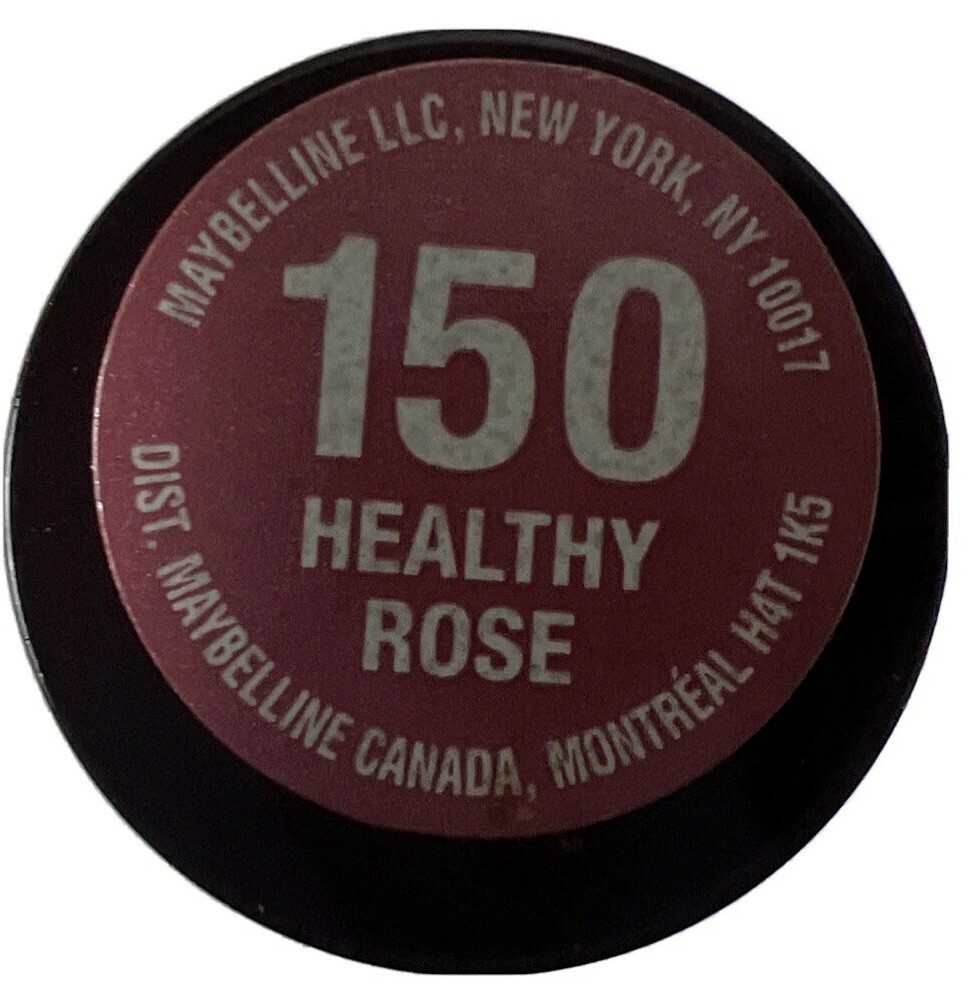 MAYBELLINE LLC, NEW YORK, NY 10017
150
HEALTHY
ROSE
DIST. MAYBELLINE CANADA, MONTRÉAL H4T 1K5